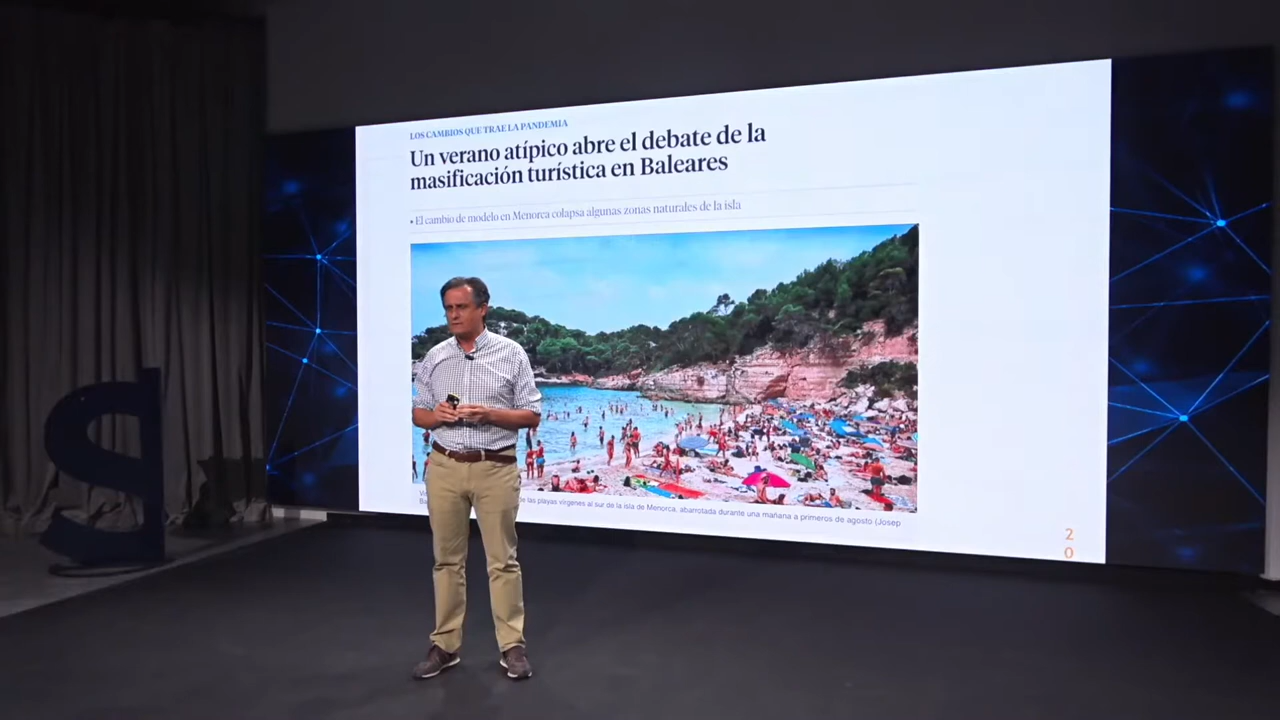 LOS CAMBIOS QUE TRAE LA PANDEMIA
Un verano atípico abre el debate de la
masificación turística en Baleares
• El cambio de modelo en Menorca colapsa algunas zonas naturales de la isla
de las playas vírgenes al sur de la isla de Menorca, abarrotada durante una mañana a primeros de agosto (Josep
2
0